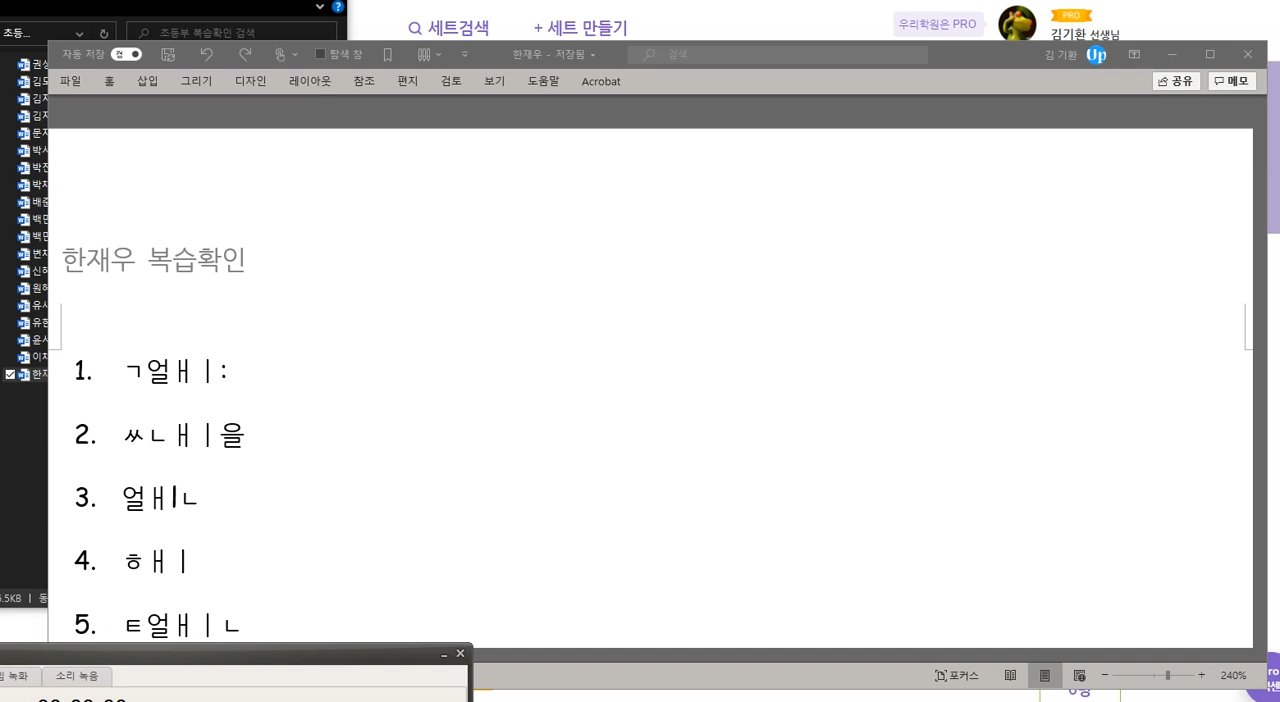 초등...
초등부 복습확인 검색
세트검색
+ 세트 만들기
우리학원은 PRO
PRO
김기환 선생님
자동 저장
탐색 창
한재우 - 저장됨
검색
김 기환
파일 홈 삽입 그리기 디자인 레이아웃 참조 편지 검토 보기 도움말 Acrobat
공유
메모
한재우 복습확인
1. ㄱ얼ㅐㅣ:
2. ㅆㄴㅐㅣ을
3. 얼ㅐㅣㄴ
4. ㅎㅐㅣ
5. ㅌ얼ㅐㅣㄴ
소리 녹음
포커스
240%